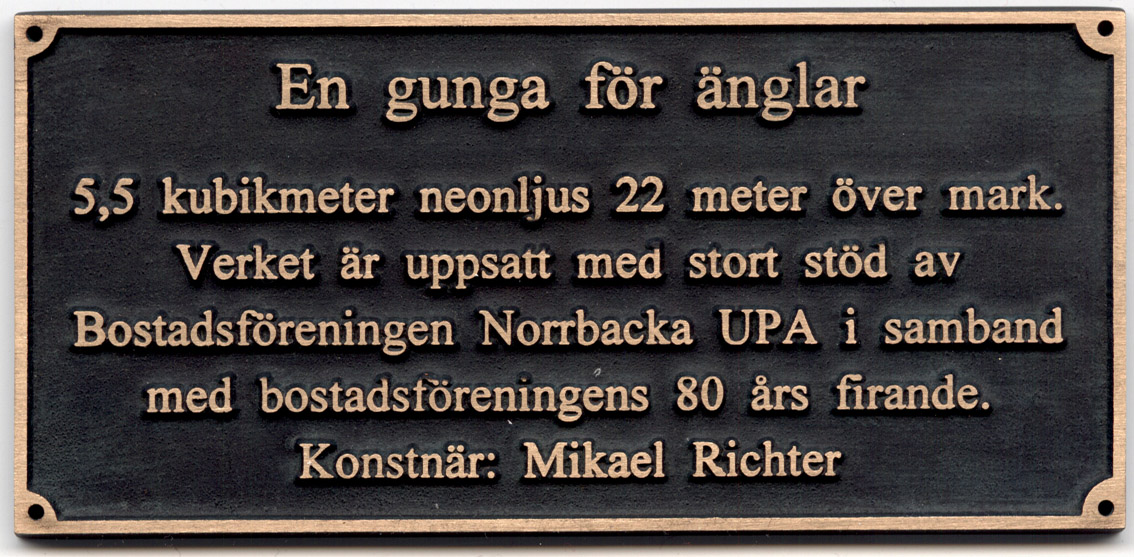 En gunga för änglar
5,5 kubikmeter neonljus 22 meter över mark.
Verket är uppsatt med stort stöd av
Bostadsföreningen Norrbacka UPA i samband
med bostadsföreningens 80 års firande.
Konstnär: Mikael Richter